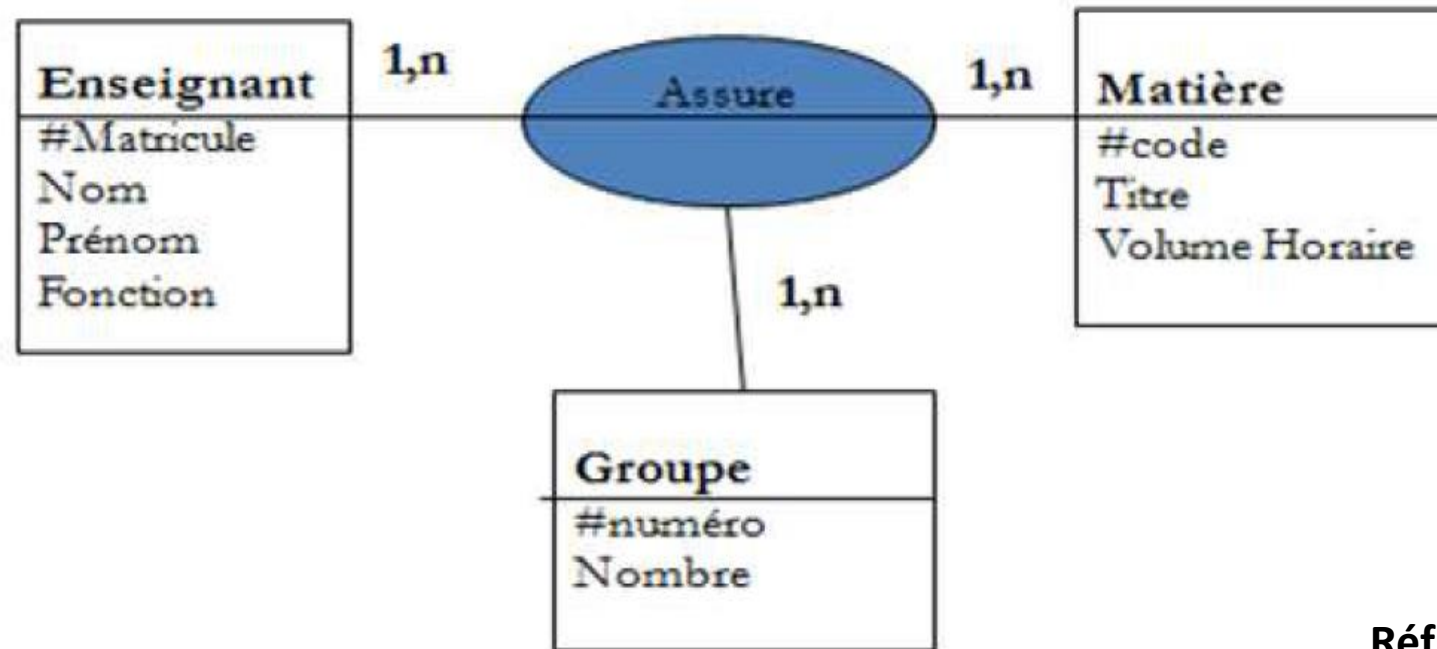 Enseignant
#Matricule
Nom
Prénom
Fonction
1,n
Assure
1,n
Matière
#code
Titre
Volume Horaire
1,n
Groupe
#numéro
Nombre
Réf